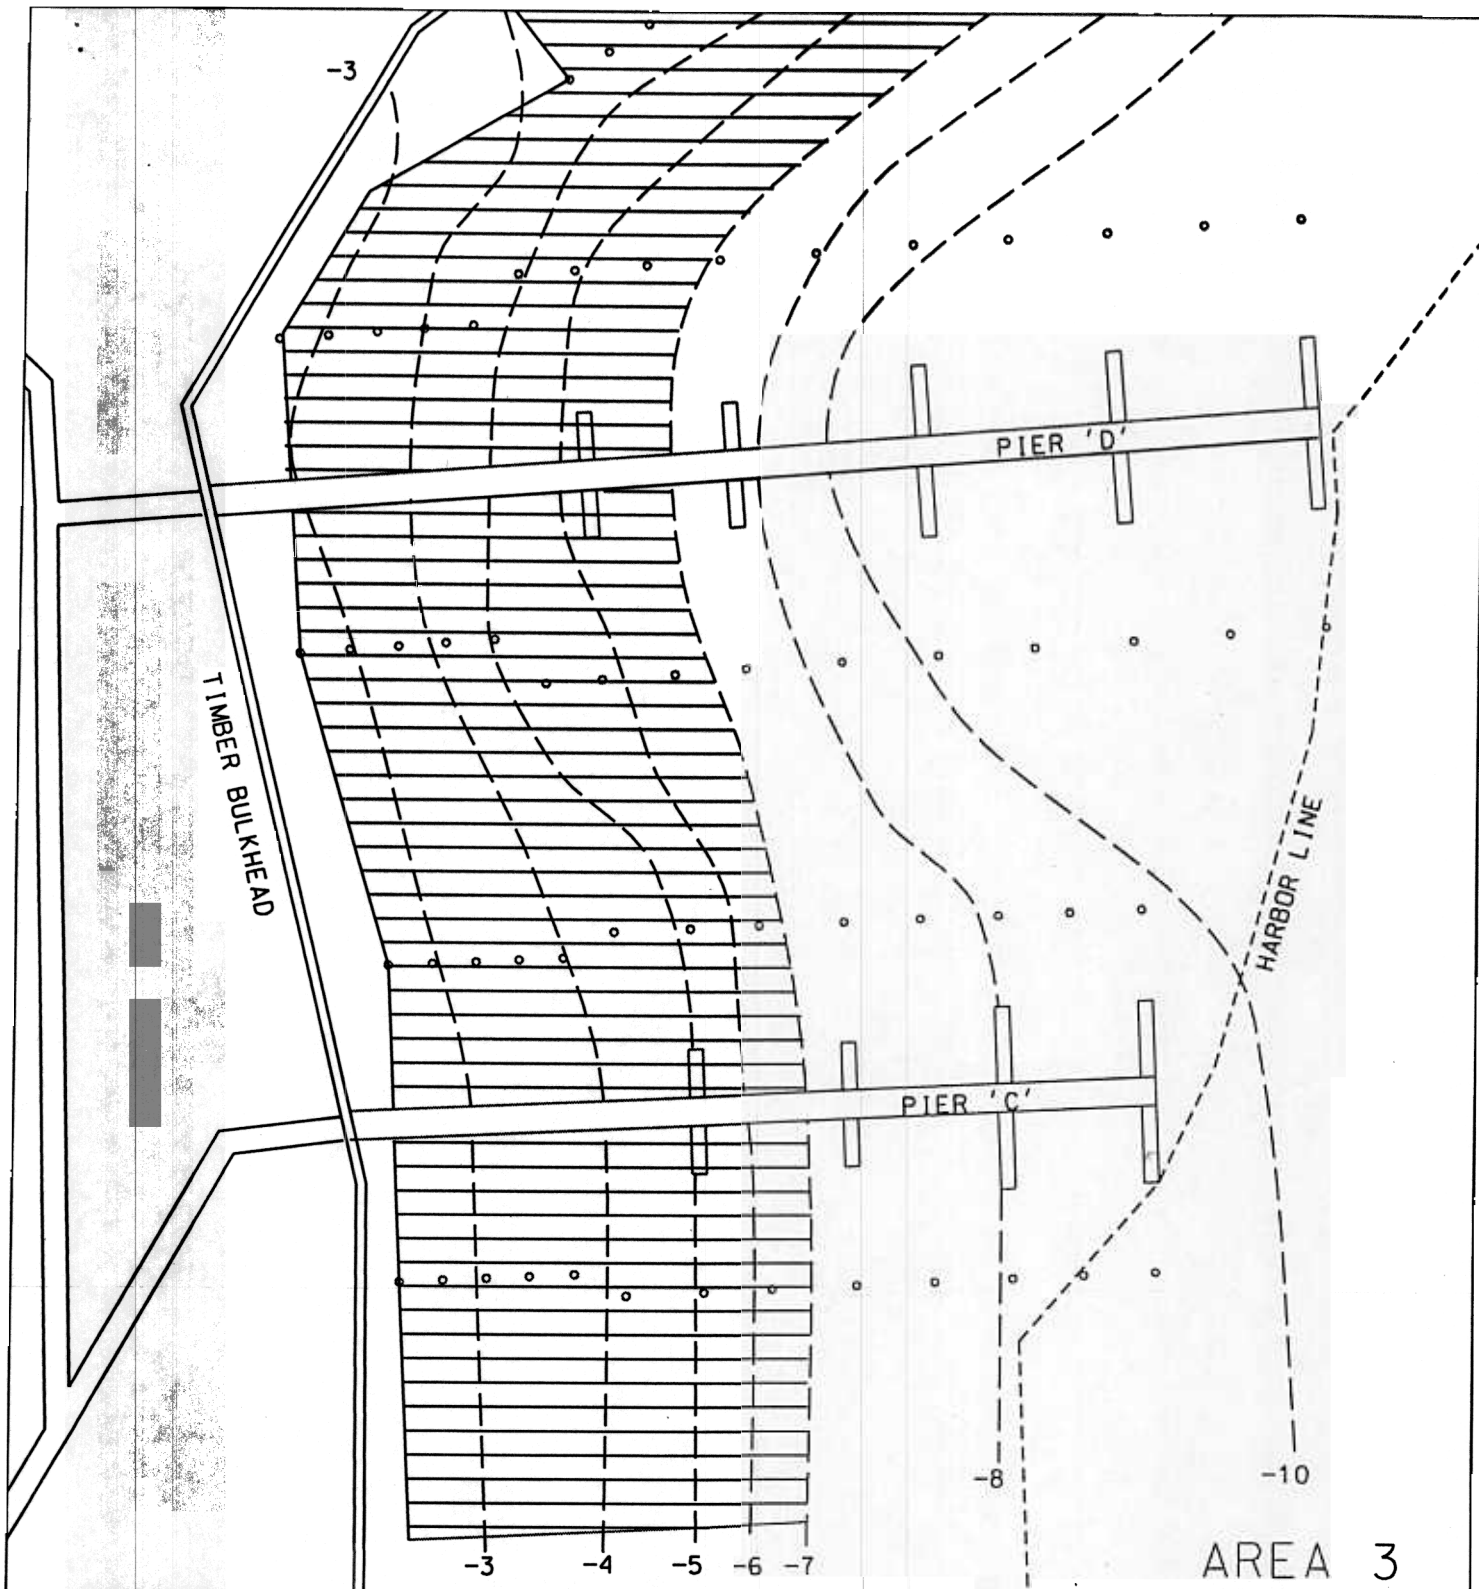 -3
PIER 'D'
TIMBER BULKHEAD
HARBOR LINE
PIER 'C'
-8
-10
-3
-4
-5
-6
-7
AREA 3